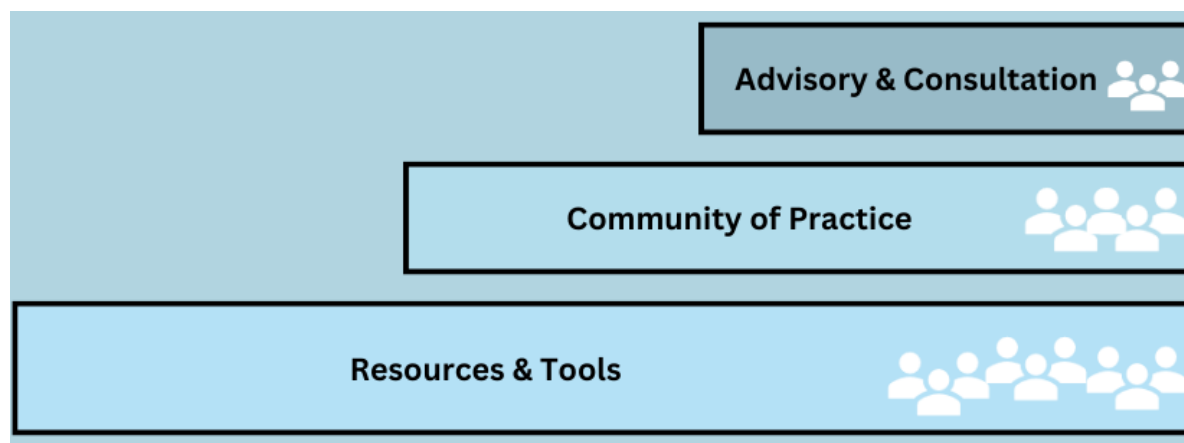 Advisory & Consultation
Community of Practice
Resources & Tools